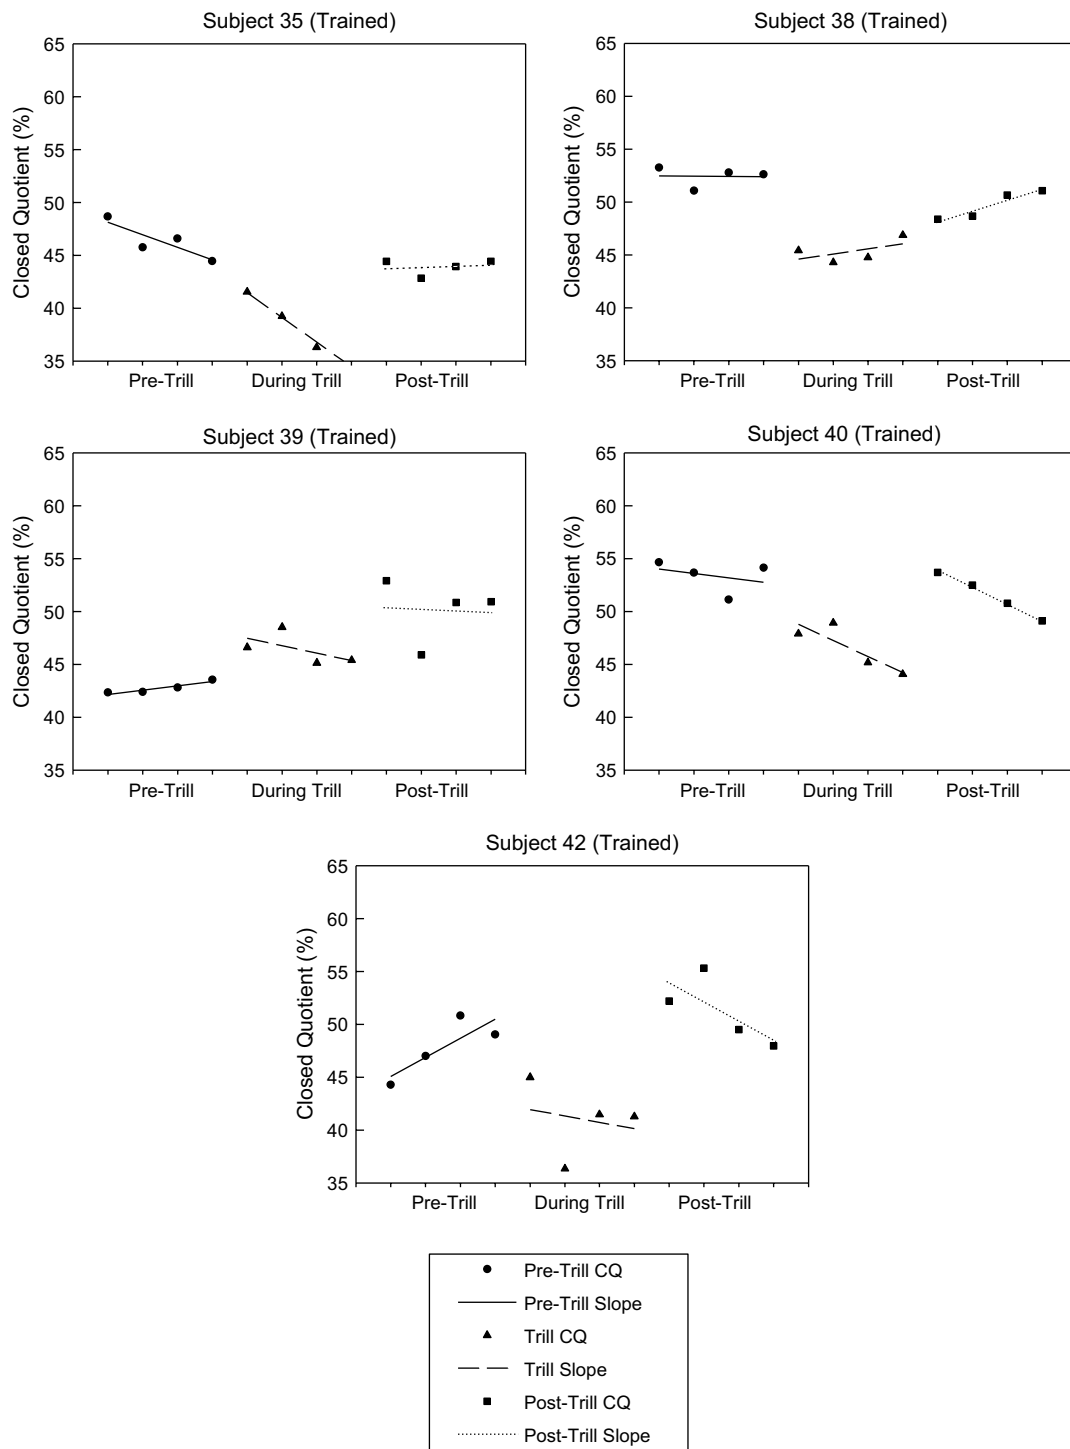 Subject 35 (Trained)
Closed Quotient (%)
65
60
55
50
45
40
35
Pre-Trill During Trill Post-Trill
Subject 38 (Trained)
Closed Quotient (%)
65
60
55
50
45
40
35
Pre-Trill During Trill Post-Trill
Subject 39 (Trained)
Closed Quotient (%)
65
60
55
50
45
40
35
Pre-Trill During Trill Post-Trill
Subject 40 (Trained)
Closed Quotient (%)
65
60
55
50
45
40
35
Pre-Trill During Trill Post-Trill
Subject 42 (Trained)
Closed Quotient (%)
65
60
55
50
45
40
35
Pre-Trill During Trill Post-Trill
Pre-Trill CQ
Pre-Trill Slope
Trill CQ
Trill Slope
Post-Trill CQ
Post-Trill Slope